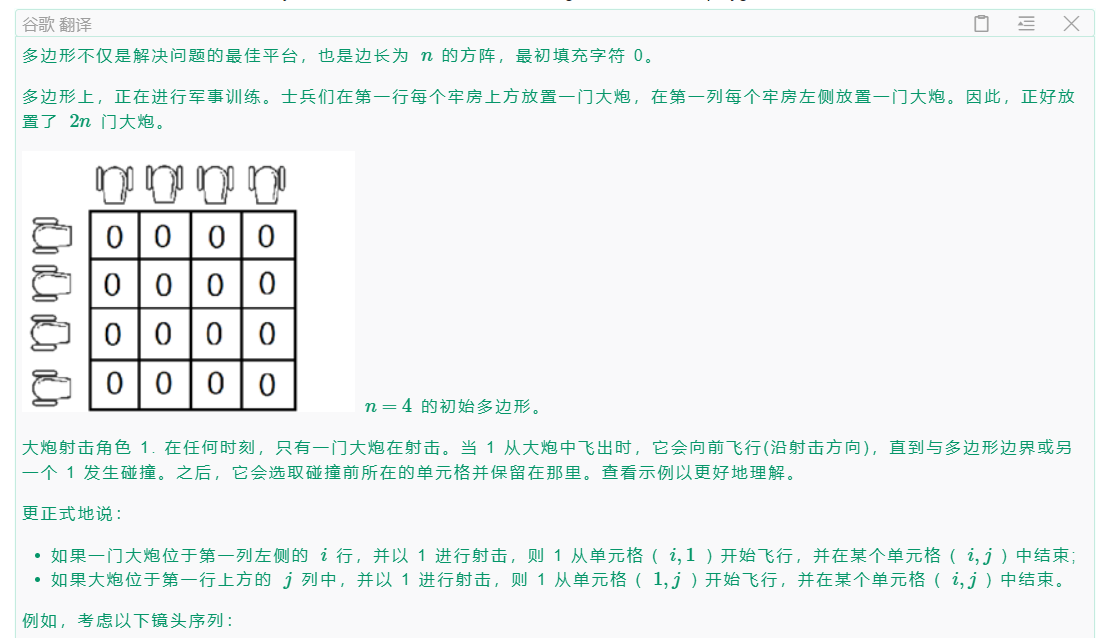 谷歌 翻译
多边形不仅是解决问题的最佳平台，也是边长为 n 的方阵，最初填充字符 0。
多边形上，正在进行军事训练。士兵们在第一行每个牢房上方放置一门大炮，在第一列每个牢房左侧放置一门大炮。因此，正好放
置了 2n 门大炮。
0 0 0 0
0 0 0 0
0 0 0 0
0 0 0 0
n = 4 的初始多边形。
大炮射击角色 1. 在任何时刻，只有一门大炮在射击。当 1 从大炮中飞出时，它会向前飞行(沿射击方向)，直到与多边形边界或另
一个 1 发生碰撞。之后，它会选取碰撞前所在的单元格并保留在那里。查看示例以更好地理解。
更正式地说：
• 如果一门大炮位于第一列左侧的 i 行，并以 1 进行射击，则 1 从单元格 ( i, 1 ) 开始飞行，并在某个单元格 ( i, j ) 中结束;
• 如果大炮位于第一行上方的 j 列中，并以 1 进行射击，则 1 从单元格 ( 1, j ) 开始飞行，并在某个单元格 ( i, j ) 中结束。
例如，考虑以下镜头序列：